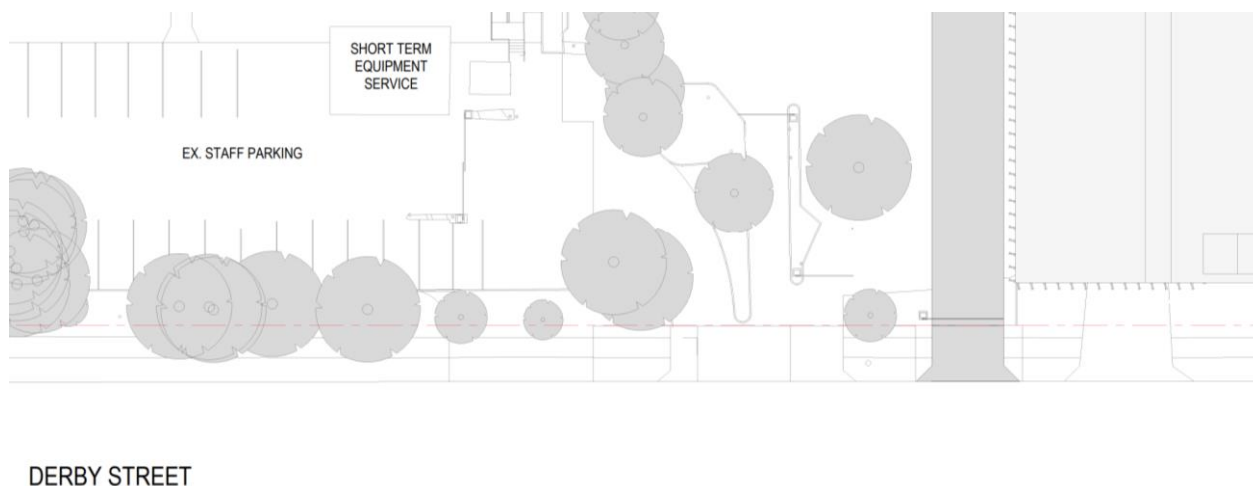 SHORT TERM
EQUIPMENT
SERVICE
EX. STAFF PARKING
DERBY STREET